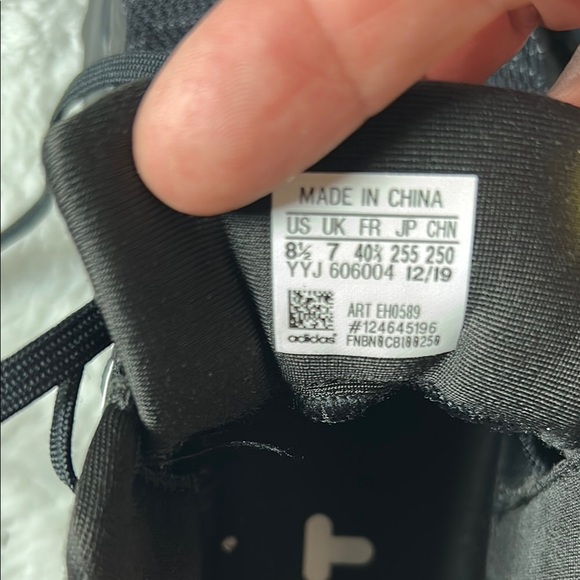 MADE IN CHINA
US UK FR JP CHN
8½ 7 40⅔ 255 250
YYJ 606004 12/19
ART EH0589
#124645196
adidas FNBN0CBI00250